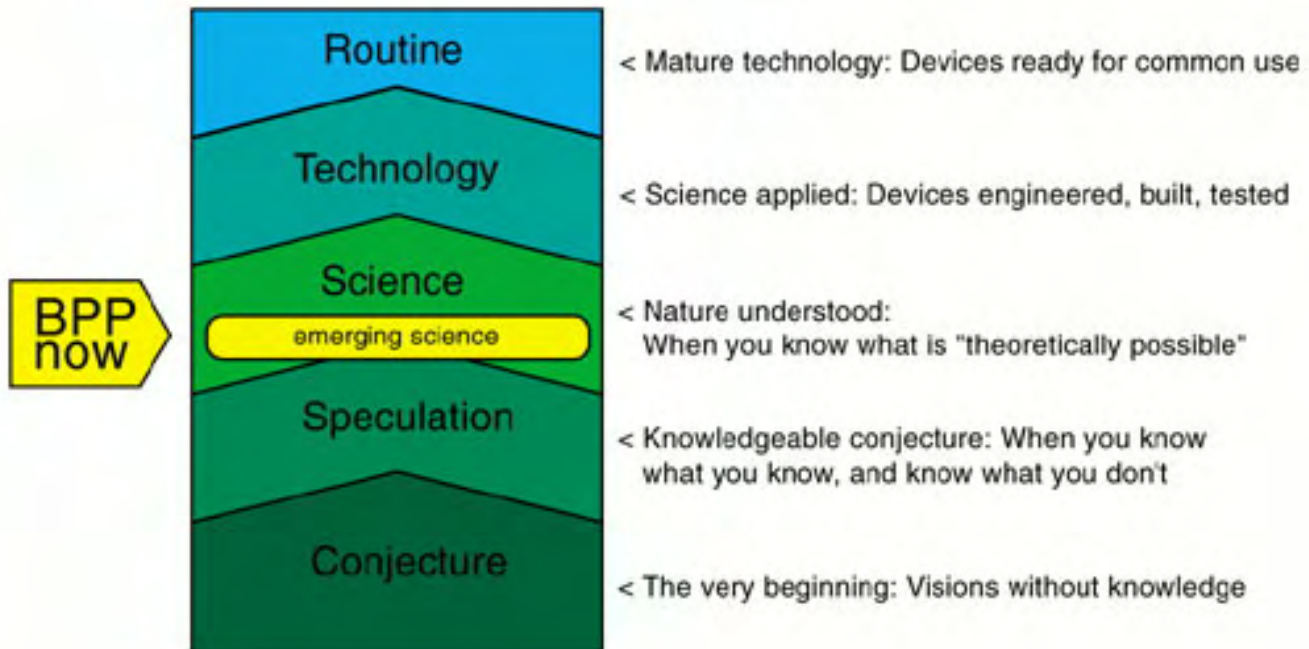 Routine
< Mature technology: Devices ready for common use
Technology
< Science applied: Devices engineered, built, tested
BPP
now
Science
emerging science
< Nature understood:
When you know what is "theoretically possible"
Speculation
< Knowledgeable conjecture: When you know
what you know, and know what you don't
Conjecture
< The very beginning: Visions without knowledge